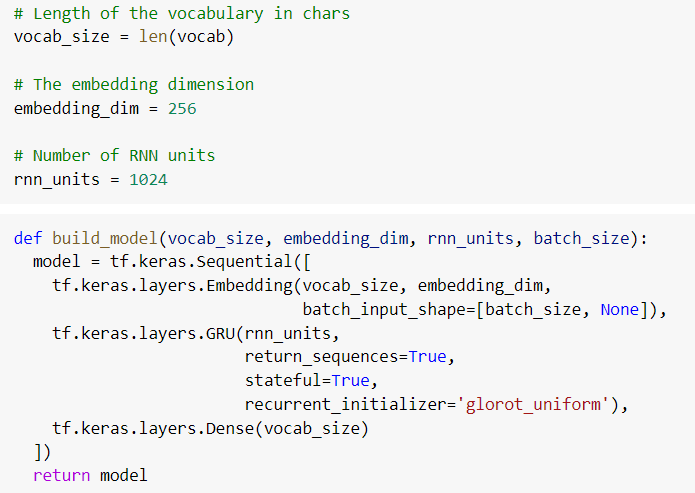 # Length of the vocabulary in chars
vocab_size = len(vocab)
# The embedding dimension
embedding_dim = 256
# Number of RNN units
rnn_units = 1024
def build_model(vocab_size, embedding_dim, rnn_units, batch_size):
  model = tf.keras.Sequential([
    tf.keras.layers.Embedding(vocab_size, embedding_dim,
                              batch_input_shape=[batch_size, None]),
    tf.keras.layers.GRU(rnn_units,
                        return_sequences=True,
                        stateful=True,
                        recurrent_initializer='glorot_uniform'),
    tf.keras.layers.Dense(vocab_size)
  ])
  return model